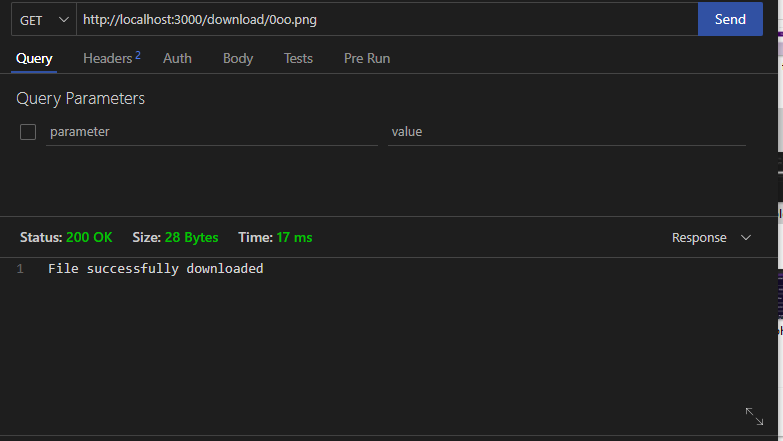 GET http://localhost:3000/download/0oo.png Send
Query Headers 2 Auth Body Tests Pre Run
Query Parameters
parameter value
Status: 200 OK Size: 28 Bytes Time: 17 ms Response
1 File successfully downloaded